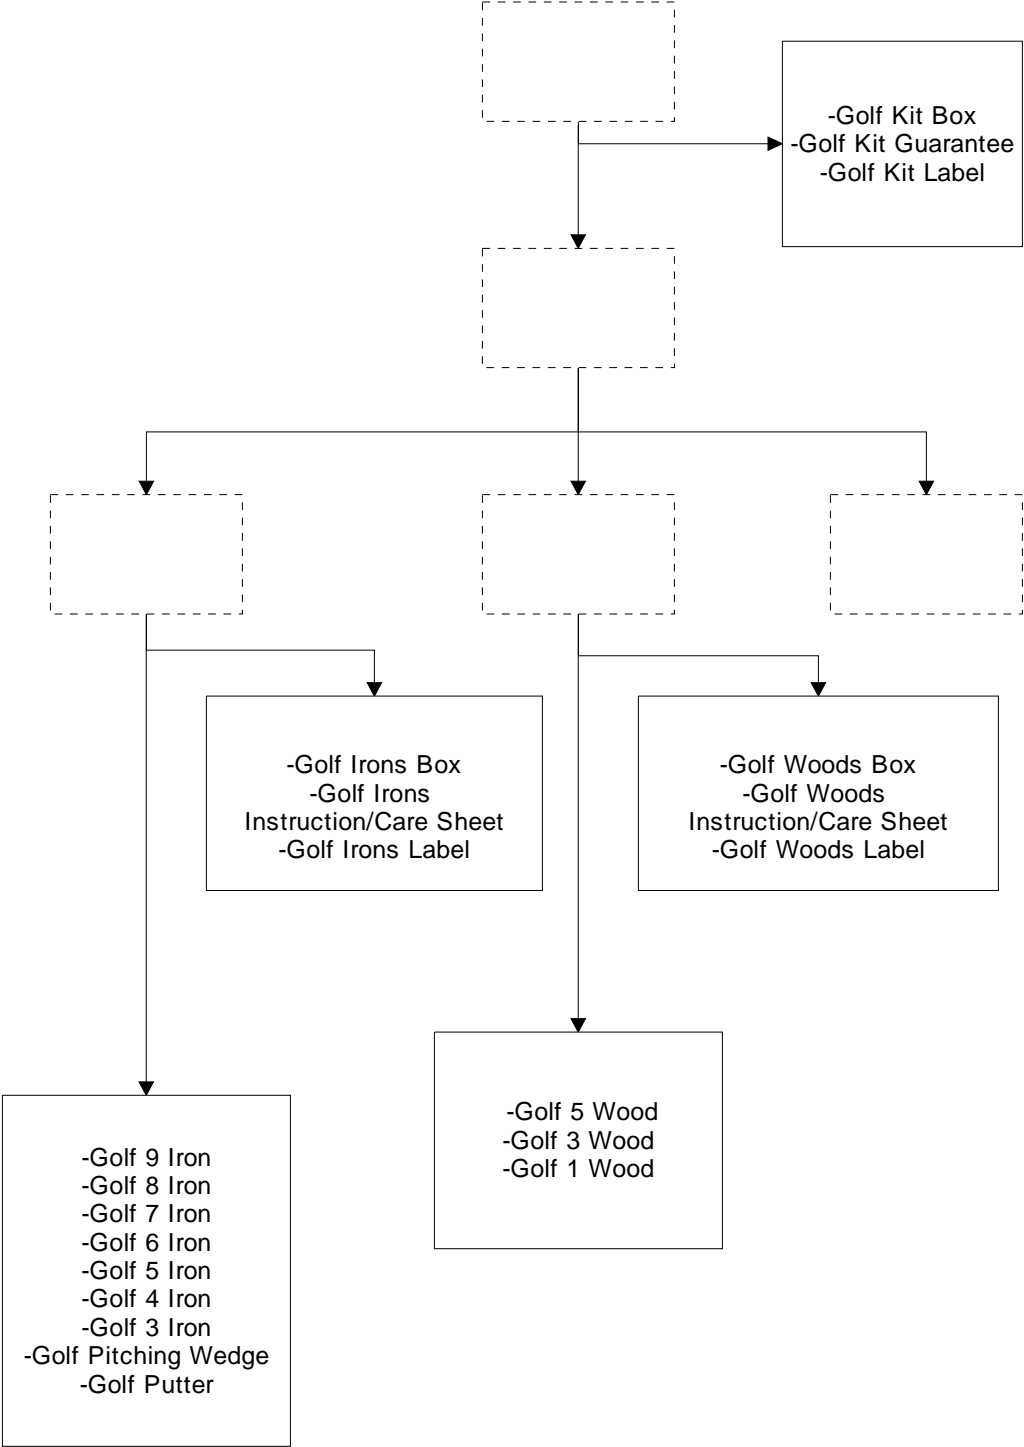 -Golf Kit Box
-Golf Kit Guarantee
-Golf Kit Label
-Golf Irons Box
-Golf Irons
Instruction/Care Sheet
-Golf Irons Label
-Golf Woods Box
-Golf Woods
Instruction/Care Sheet
-Golf Woods Label
-Golf 5 Wood
-Golf 3 Wood
-Golf 1 Wood
-Golf 9 Iron
-Golf 8 Iron
-Golf 7 Iron
-Golf 6 Iron
-Golf 5 Iron
-Golf 4 Iron
-Golf 3 Iron
-Golf Pitching Wedge
-Golf Putter